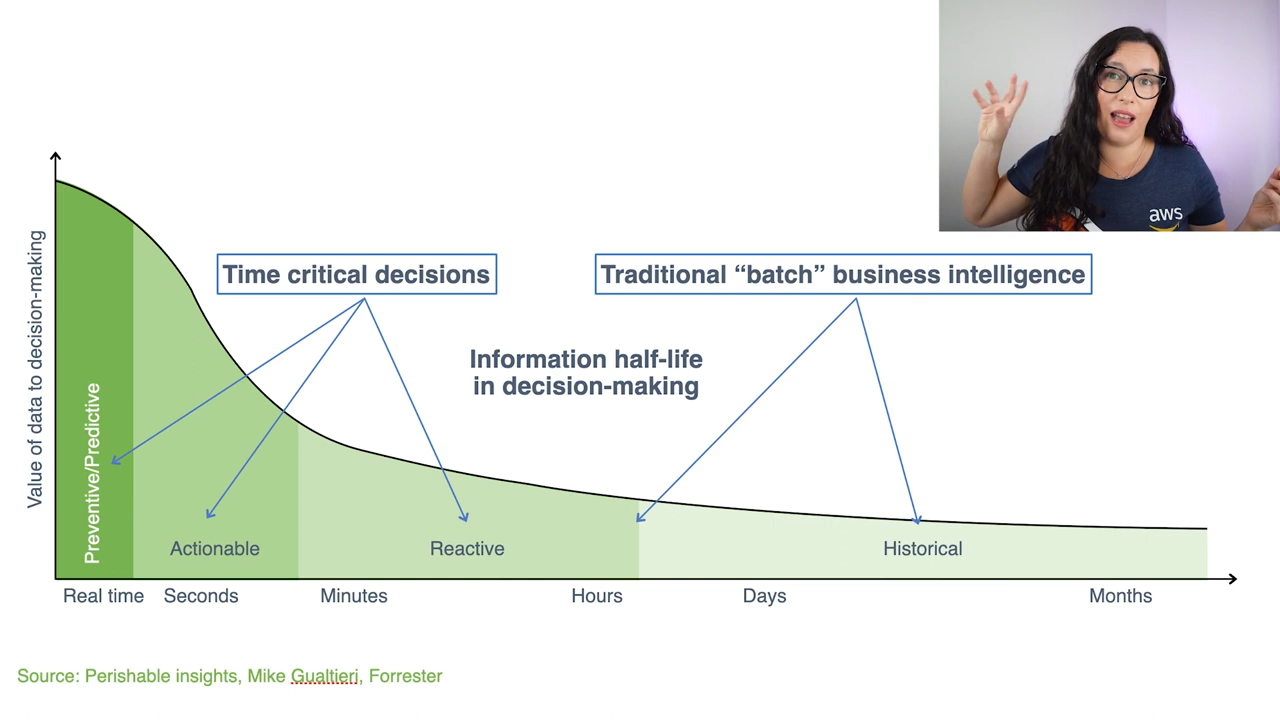 aws
Time critical decisions
Traditional “batch” business intelligence
Information half-life
in decision-making
Value of data to decision-making
Preventive/Predictive
Actionable
Reactive
Historical
Real time
Seconds
Minutes
Hours
Days
Months
Source: Perishable insights, Mike Gualtieri, Forrester